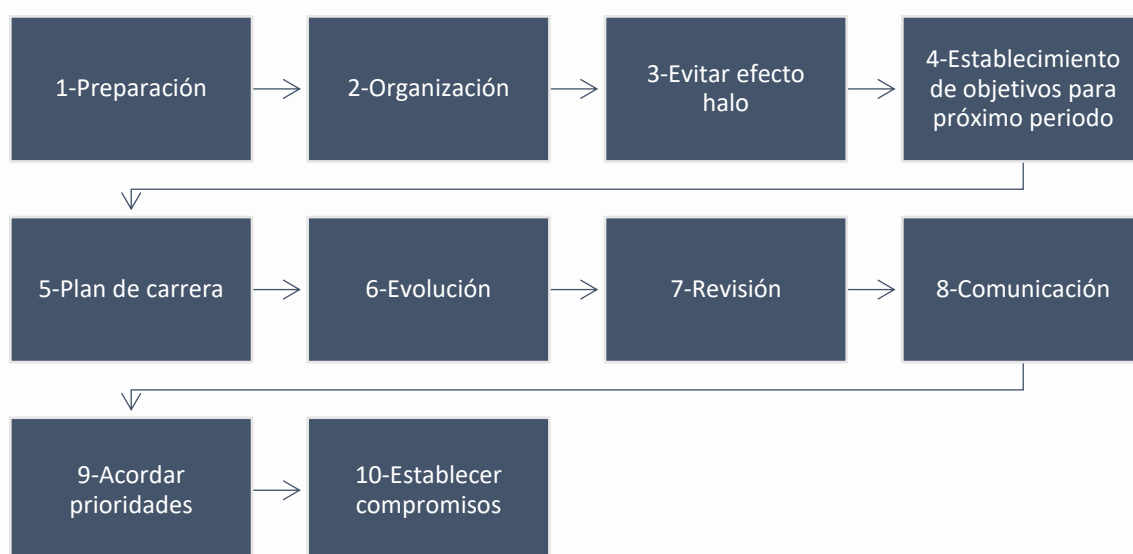 1-Preparación
2-Organización
3-Evitar efecto
halo
4-Establecimiento
de objetivos para
próximo periodo
5-Plan de carrera
6-Evolución
7-Revisión
8-Comunicación
9-Acordar
prioridades
10-Establecer
compromisos